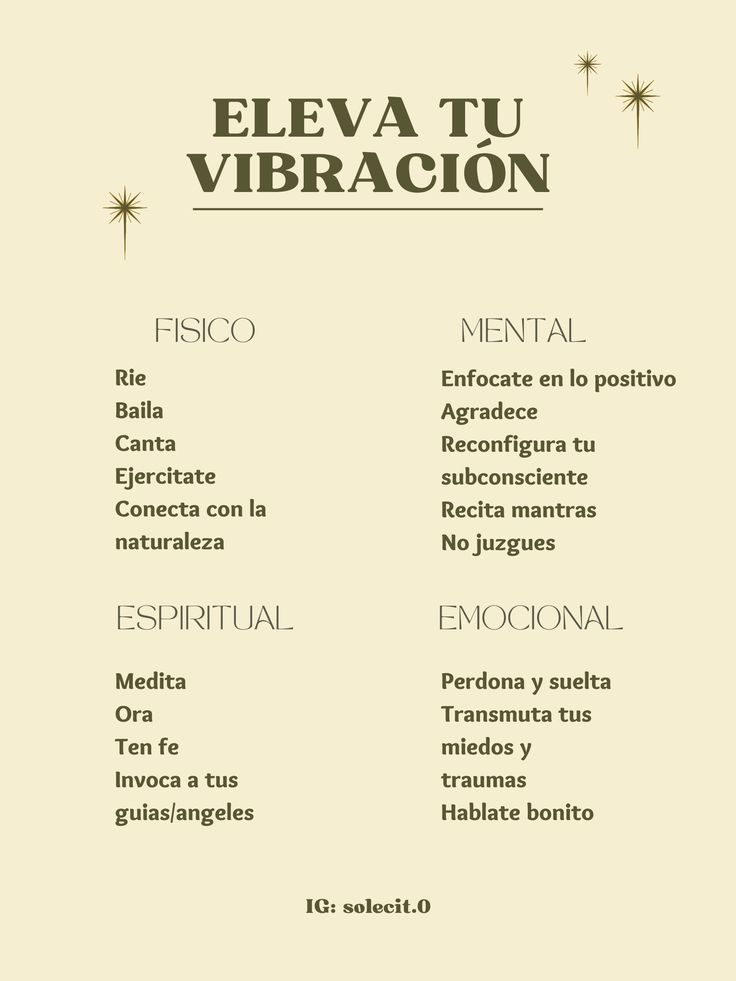 ELEVA TU
VIBRACIÓN
FISICO
Rie
Baila
Canta
Ejercitate
Conecta con la
naturaleza
MENTAL
Enfocate en lo positivo
Agradece
Reconfigura tu
subconsciente
Recita mantras
No juzgues
ESPIRITUAL
Medita
Ora
Ten fe
Invoca a tus
guias/angeles
EMOCIONAL
Perdona y suelta
Transmuta tus
miedos y
traumas
Hablate bonito
IG: solecit.0